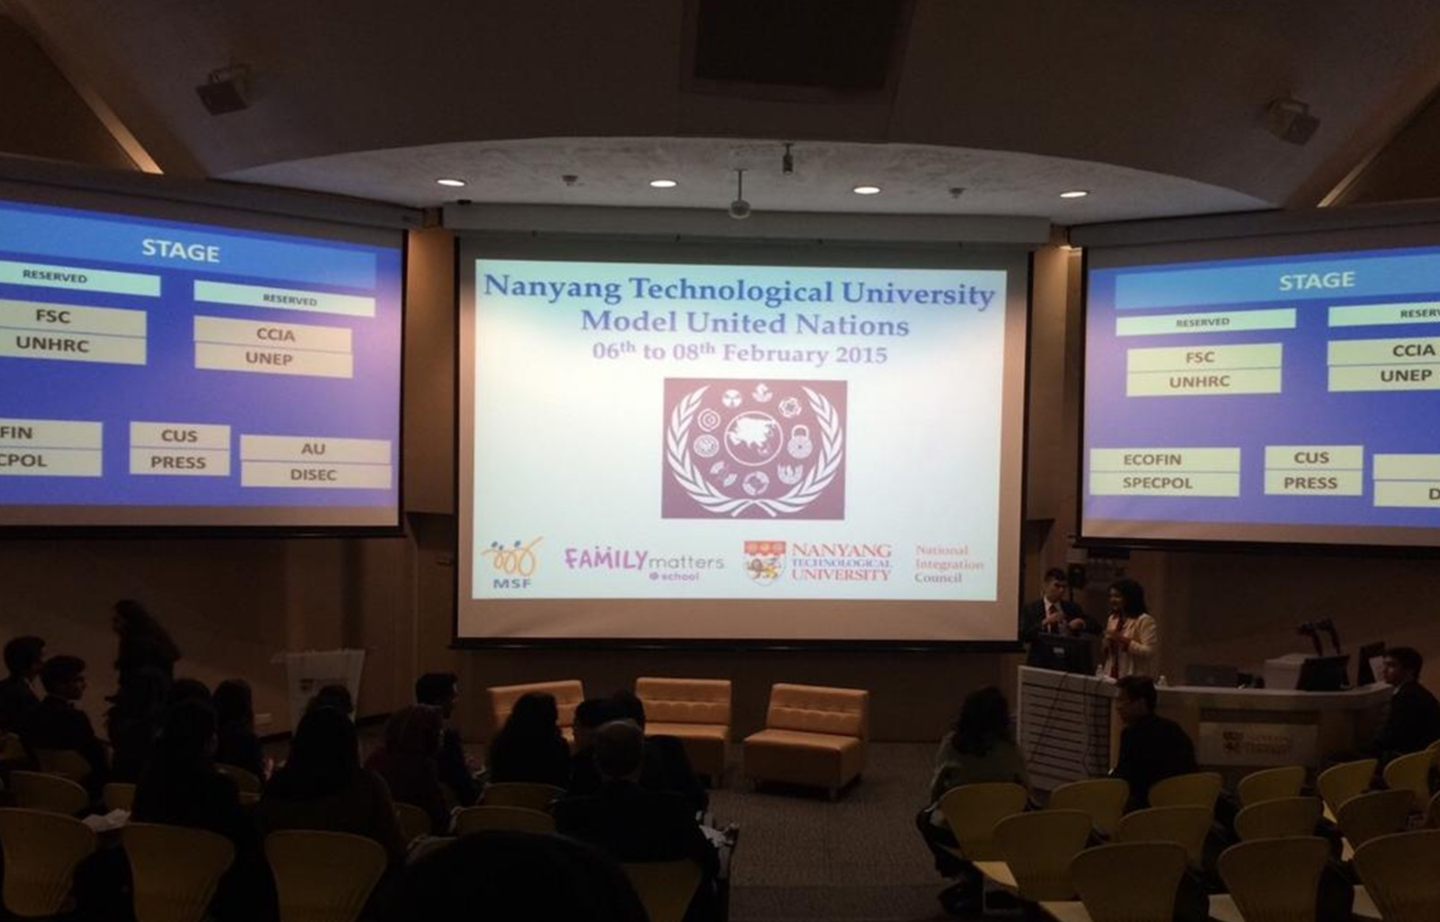 STAGE
RESERVED
RESERVED
FSC
UNHRC
CCIA
UNEP
FIN
CPOL
CUS
PRESS
AU
DISEC
Nanyang Technological University
Model United Nations
06th to 08th February 2015
MSF
FAMILY matters
@school
NANYANG
TECHNOLOGICAL
UNIVERSITY
National
Integration
Council
STAGE
RESERVED
RESERV
FSC
UNHRC
CCIA
UNEP
ECOFIN
SPECPOL
CUS
PRESS
D